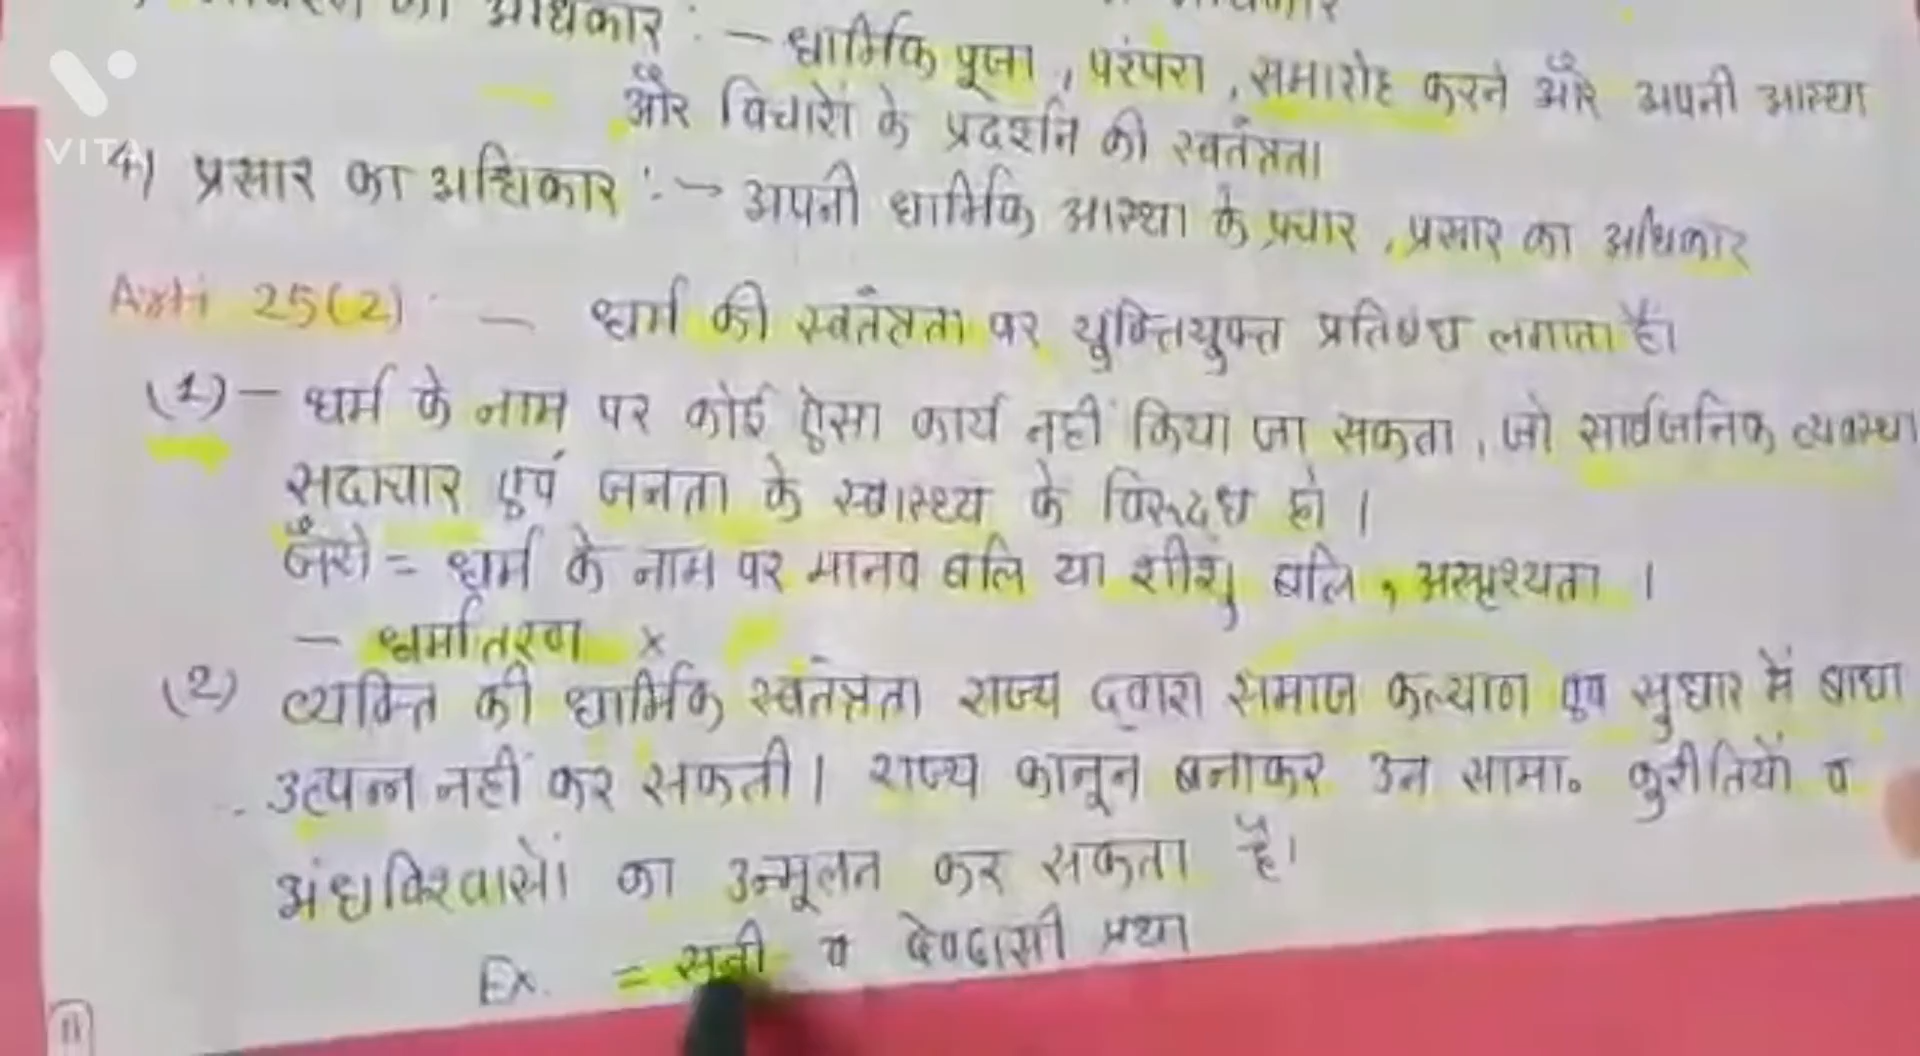 का अधिकार : — धार्मिक पूजा, परंपरा, समारोह करने और अपनी आस्था
और विचारों के प्रदर्शन की स्वतंत्रता
4) प्रसार का अधिकार :→ अपनी धार्मिक आस्था के प्रचार, प्रसार का अधिकार
Arti 25(2) :— धर्म की स्वतंत्रता पर युक्तियुक्त प्रतिबंध लगाता है।
(1) — धर्म के नाम पर कोई ऐसा कार्य नहीं किया जा सकता, जो सार्वजनिक व्यवस्था
सदाचार एवं जनता के स्वास्थ्य के विरूद्ध हो।
जैसे = धर्म के नाम पर मानव बलि या शीशु बलि, अस्पृश्यता।
— धर्मांतरण ×
(2) व्यक्ति की धार्मिक स्वतंत्रता राज्य द्वारा समाज कल्याण एवं सुधार में बाधा
उत्पन्न नहीं कर सकती। राज्य कानून बनाकर उन सामा॰ कुरीतियों व
अंधविश्वासों का उन्मूलन कर सकता है।
Ex. = सती व देवदासी प्रथा
11
VITA